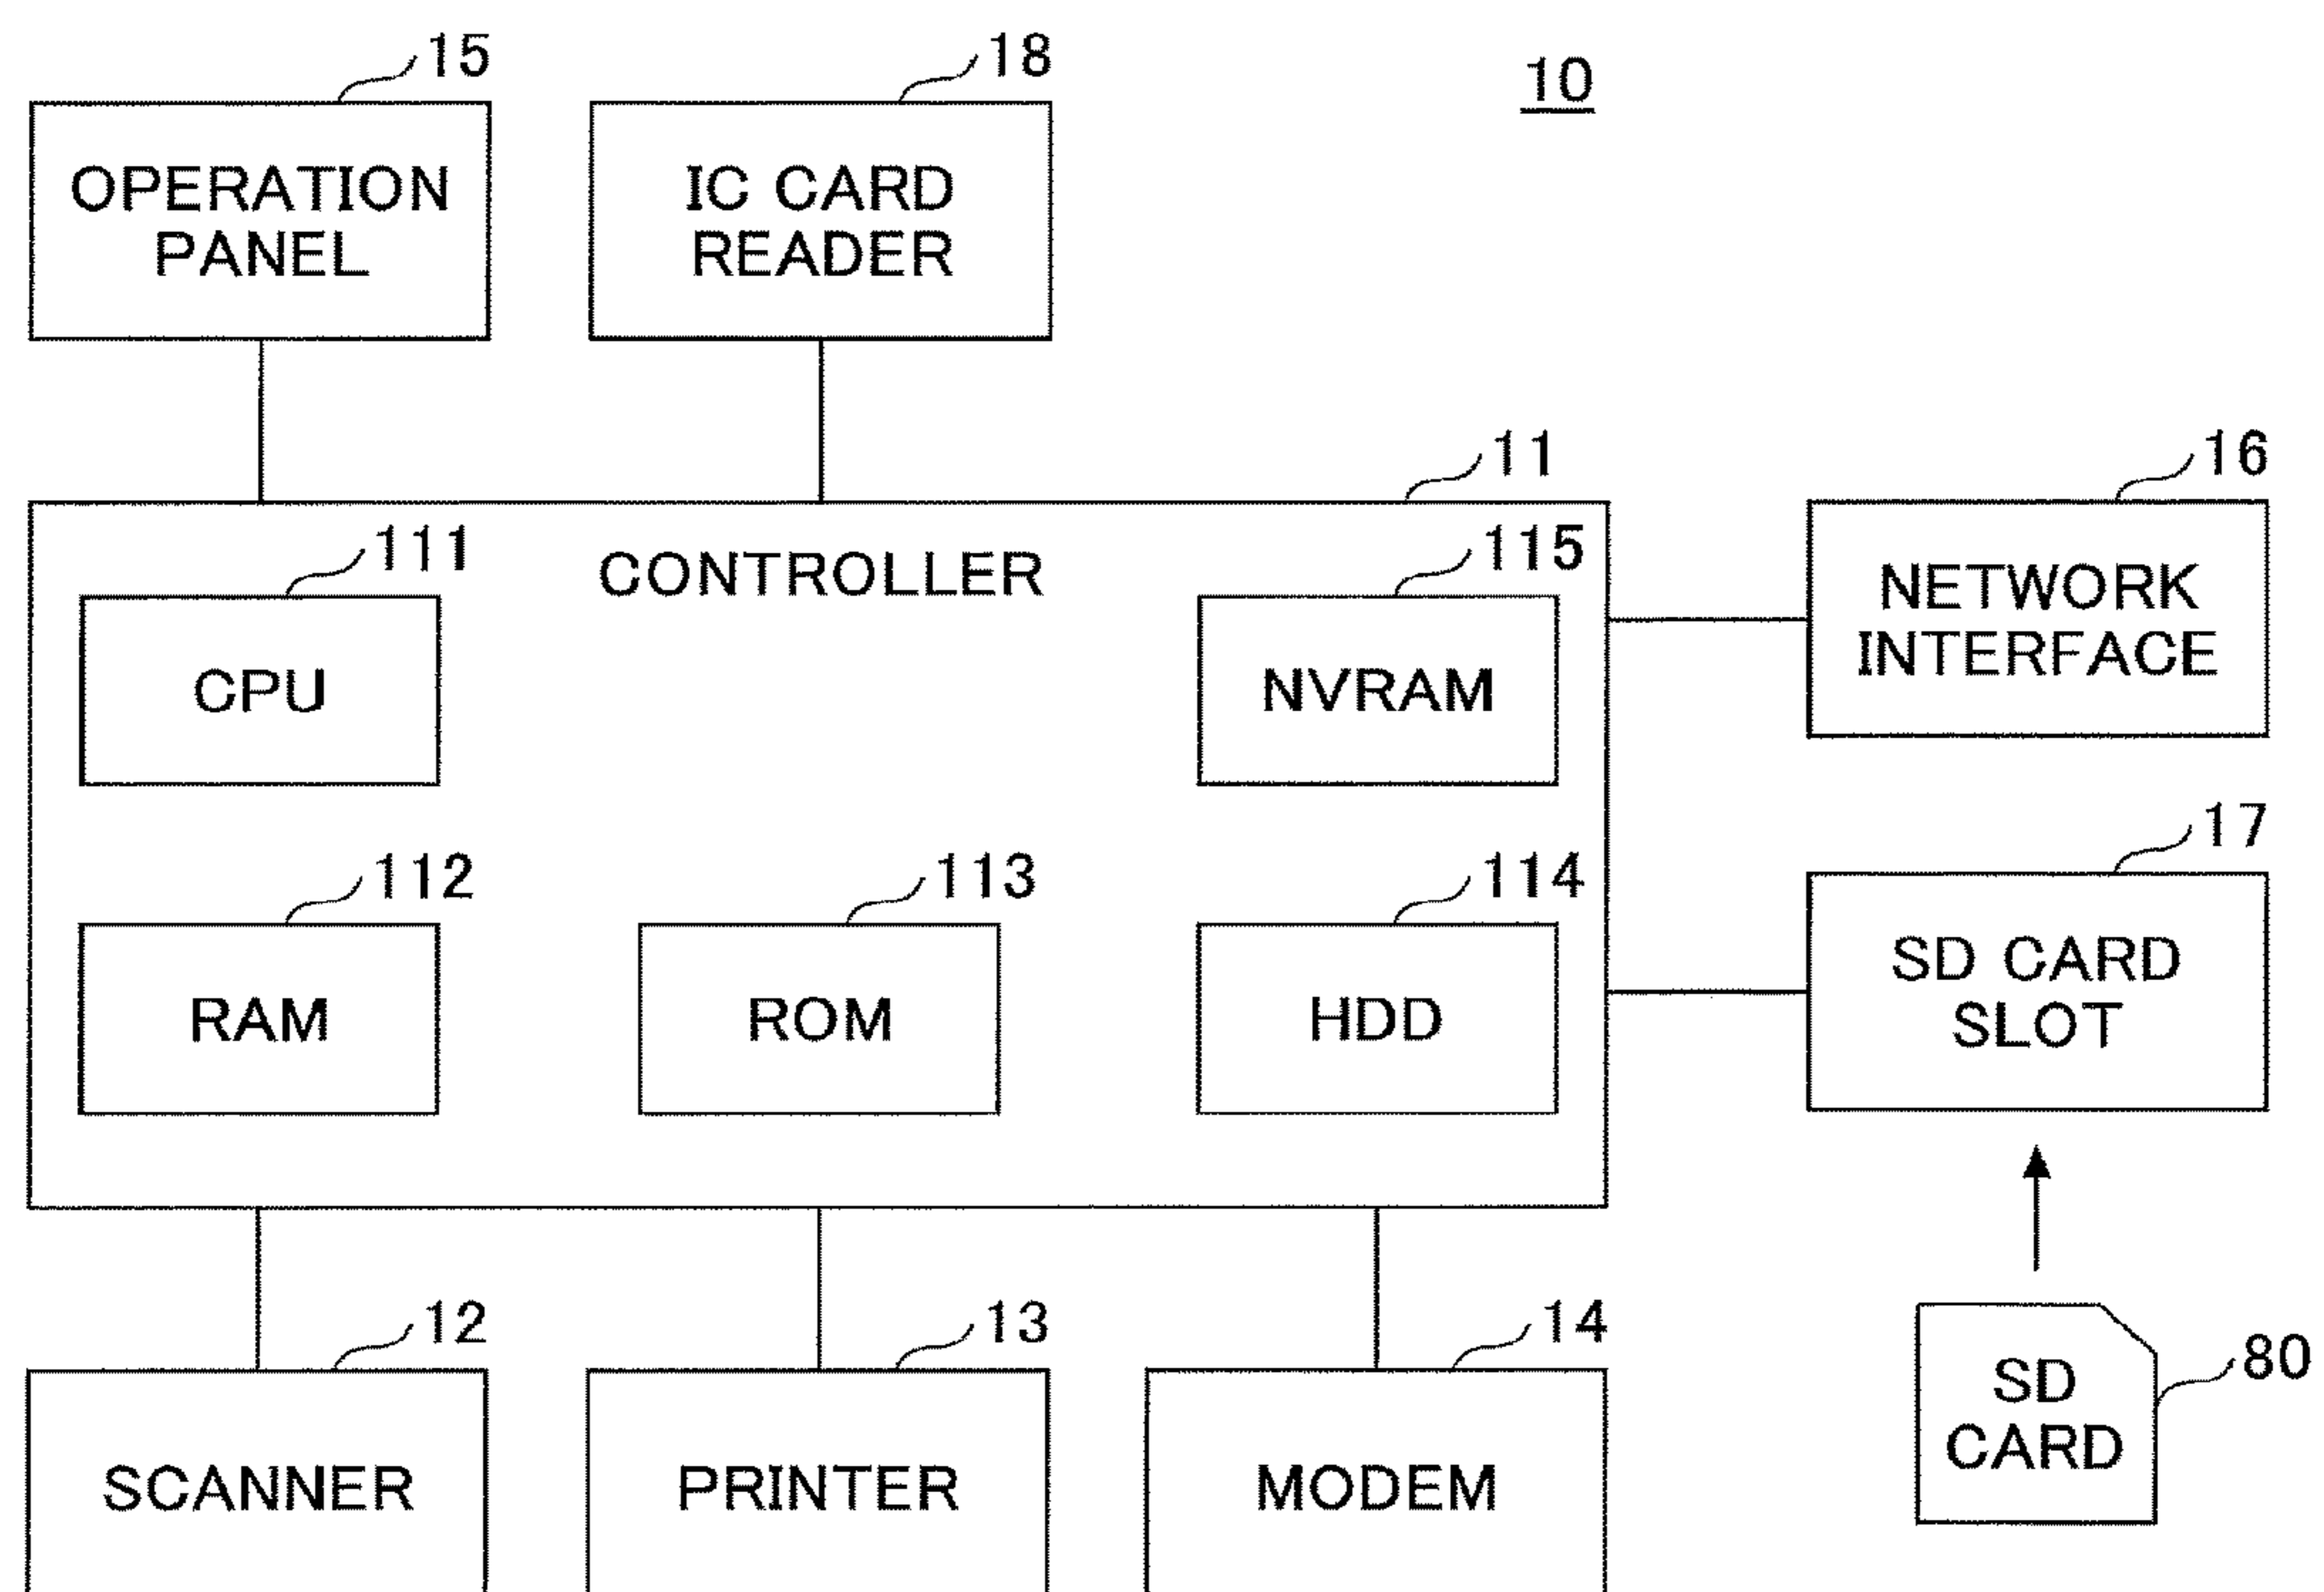 15
18
10
OPERATION
PANEL
IC CARD
READER
11
16
111
CONTROLLER
115
NETWORK
INTERFACE
CPU
NVRAM
17
112
113
114
SD CARD
SLOT
RAM
ROM
HDD
12
13
14
80
SD
CARD
SCANNER
PRINTER
MODEM